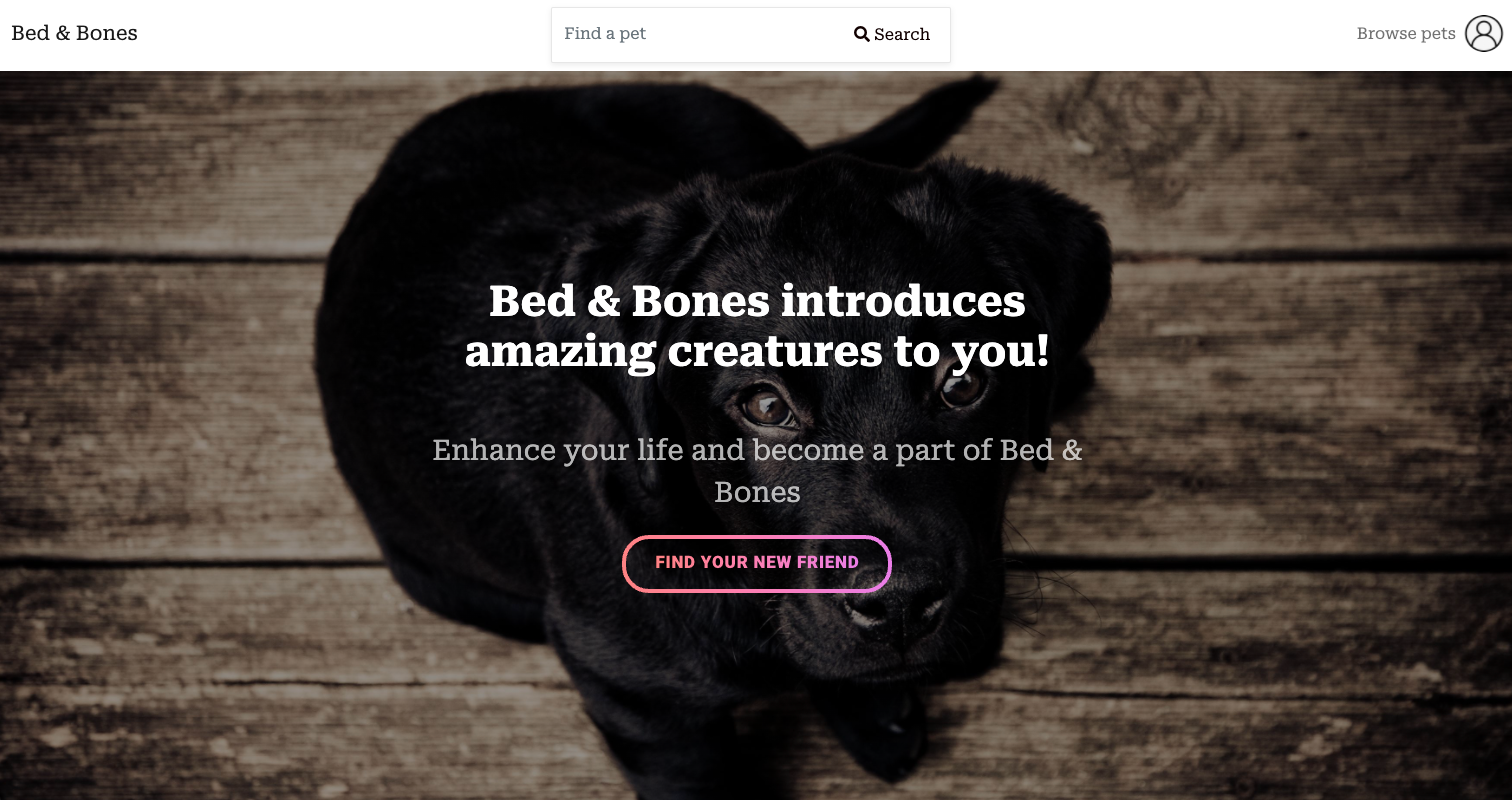 Bed & Bones
Find a pet
Search
Browse pets
Bed & Bones introduces
amazing creatures to you!
Enhance your life and become a part of Bed &
Bones
FIND YOUR NEW FRIEND